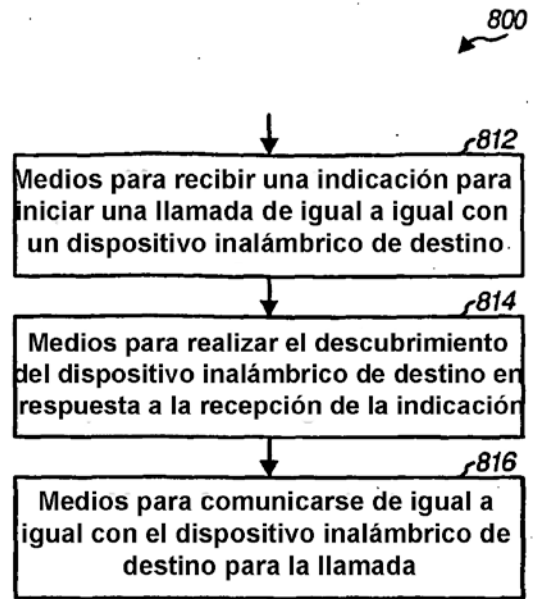 800
812
Medios para recibir una indicación para
iniciar una llamada de igual a igual con
un dispositivo inalámbrico de destino
814
Medios para realizar el descubrimiento
del dispositivo inalámbrico de destino en
respuesta a la recepción de la indicación
816
Medios para comunicarse de igual a
igual con el dispositivo inalámbrico de
destino para la llamada